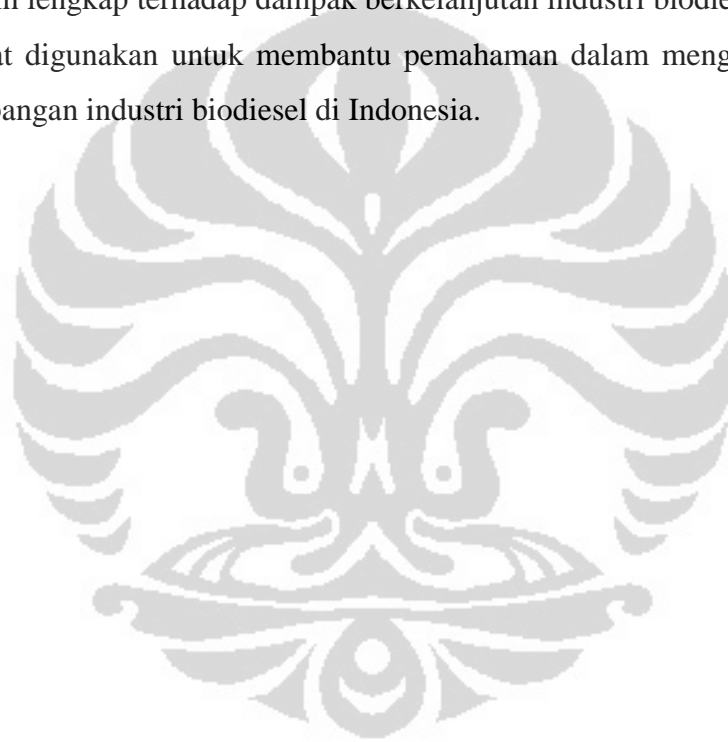 lengkap terhadap dampak berkelanjutan industri
digunakan untuk membantu pemahaman dalam
industri biodiesel di Indonesia.